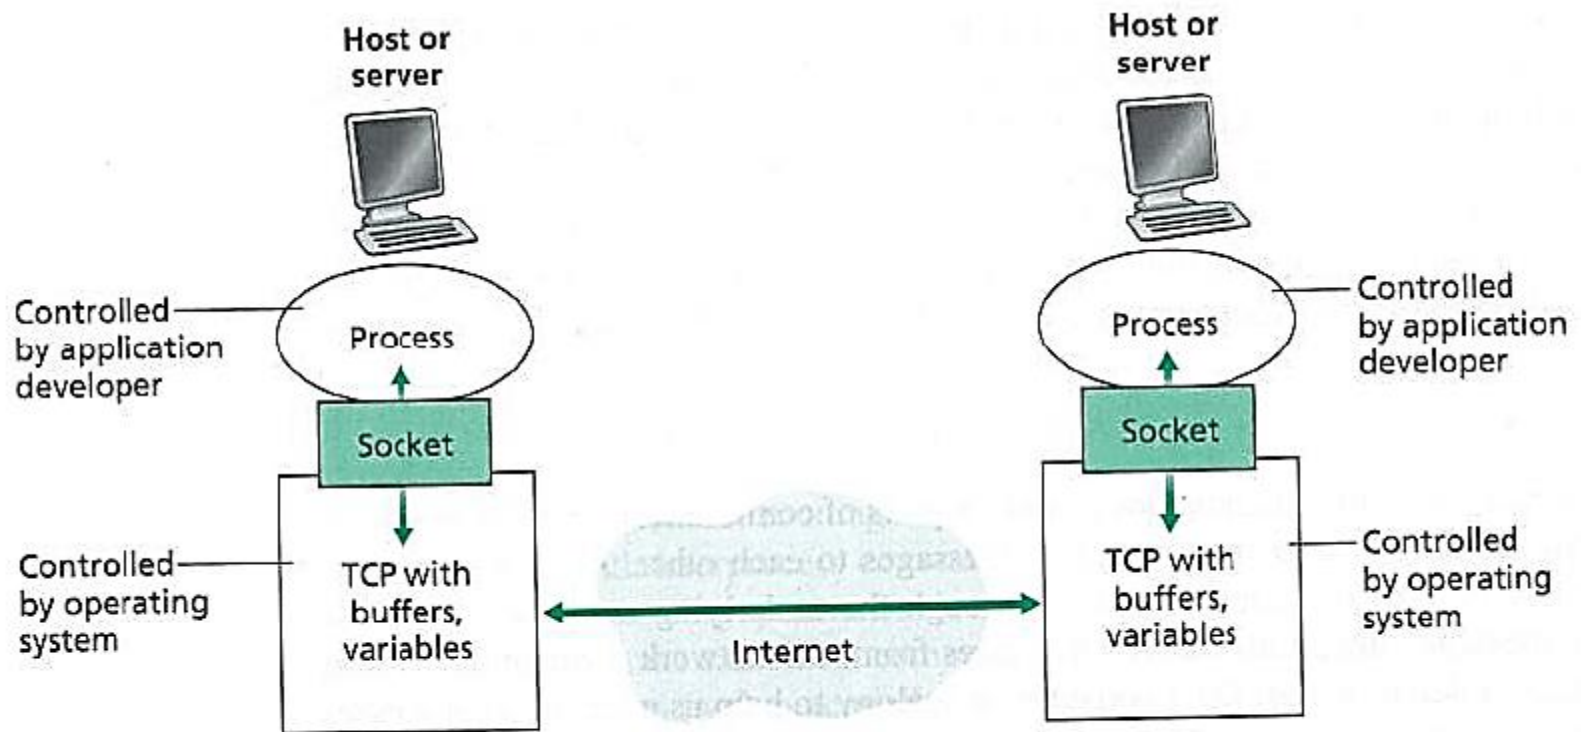 Host or
server
Host or
server
Controlled
by application
developer
Process
Process
Controlled
by application
developer
Socket
Socket
Controlled
by operating
system
TCP with
buffers,
variables
Internet
TCP with
buffers,
variables
Controlled
by operating
system